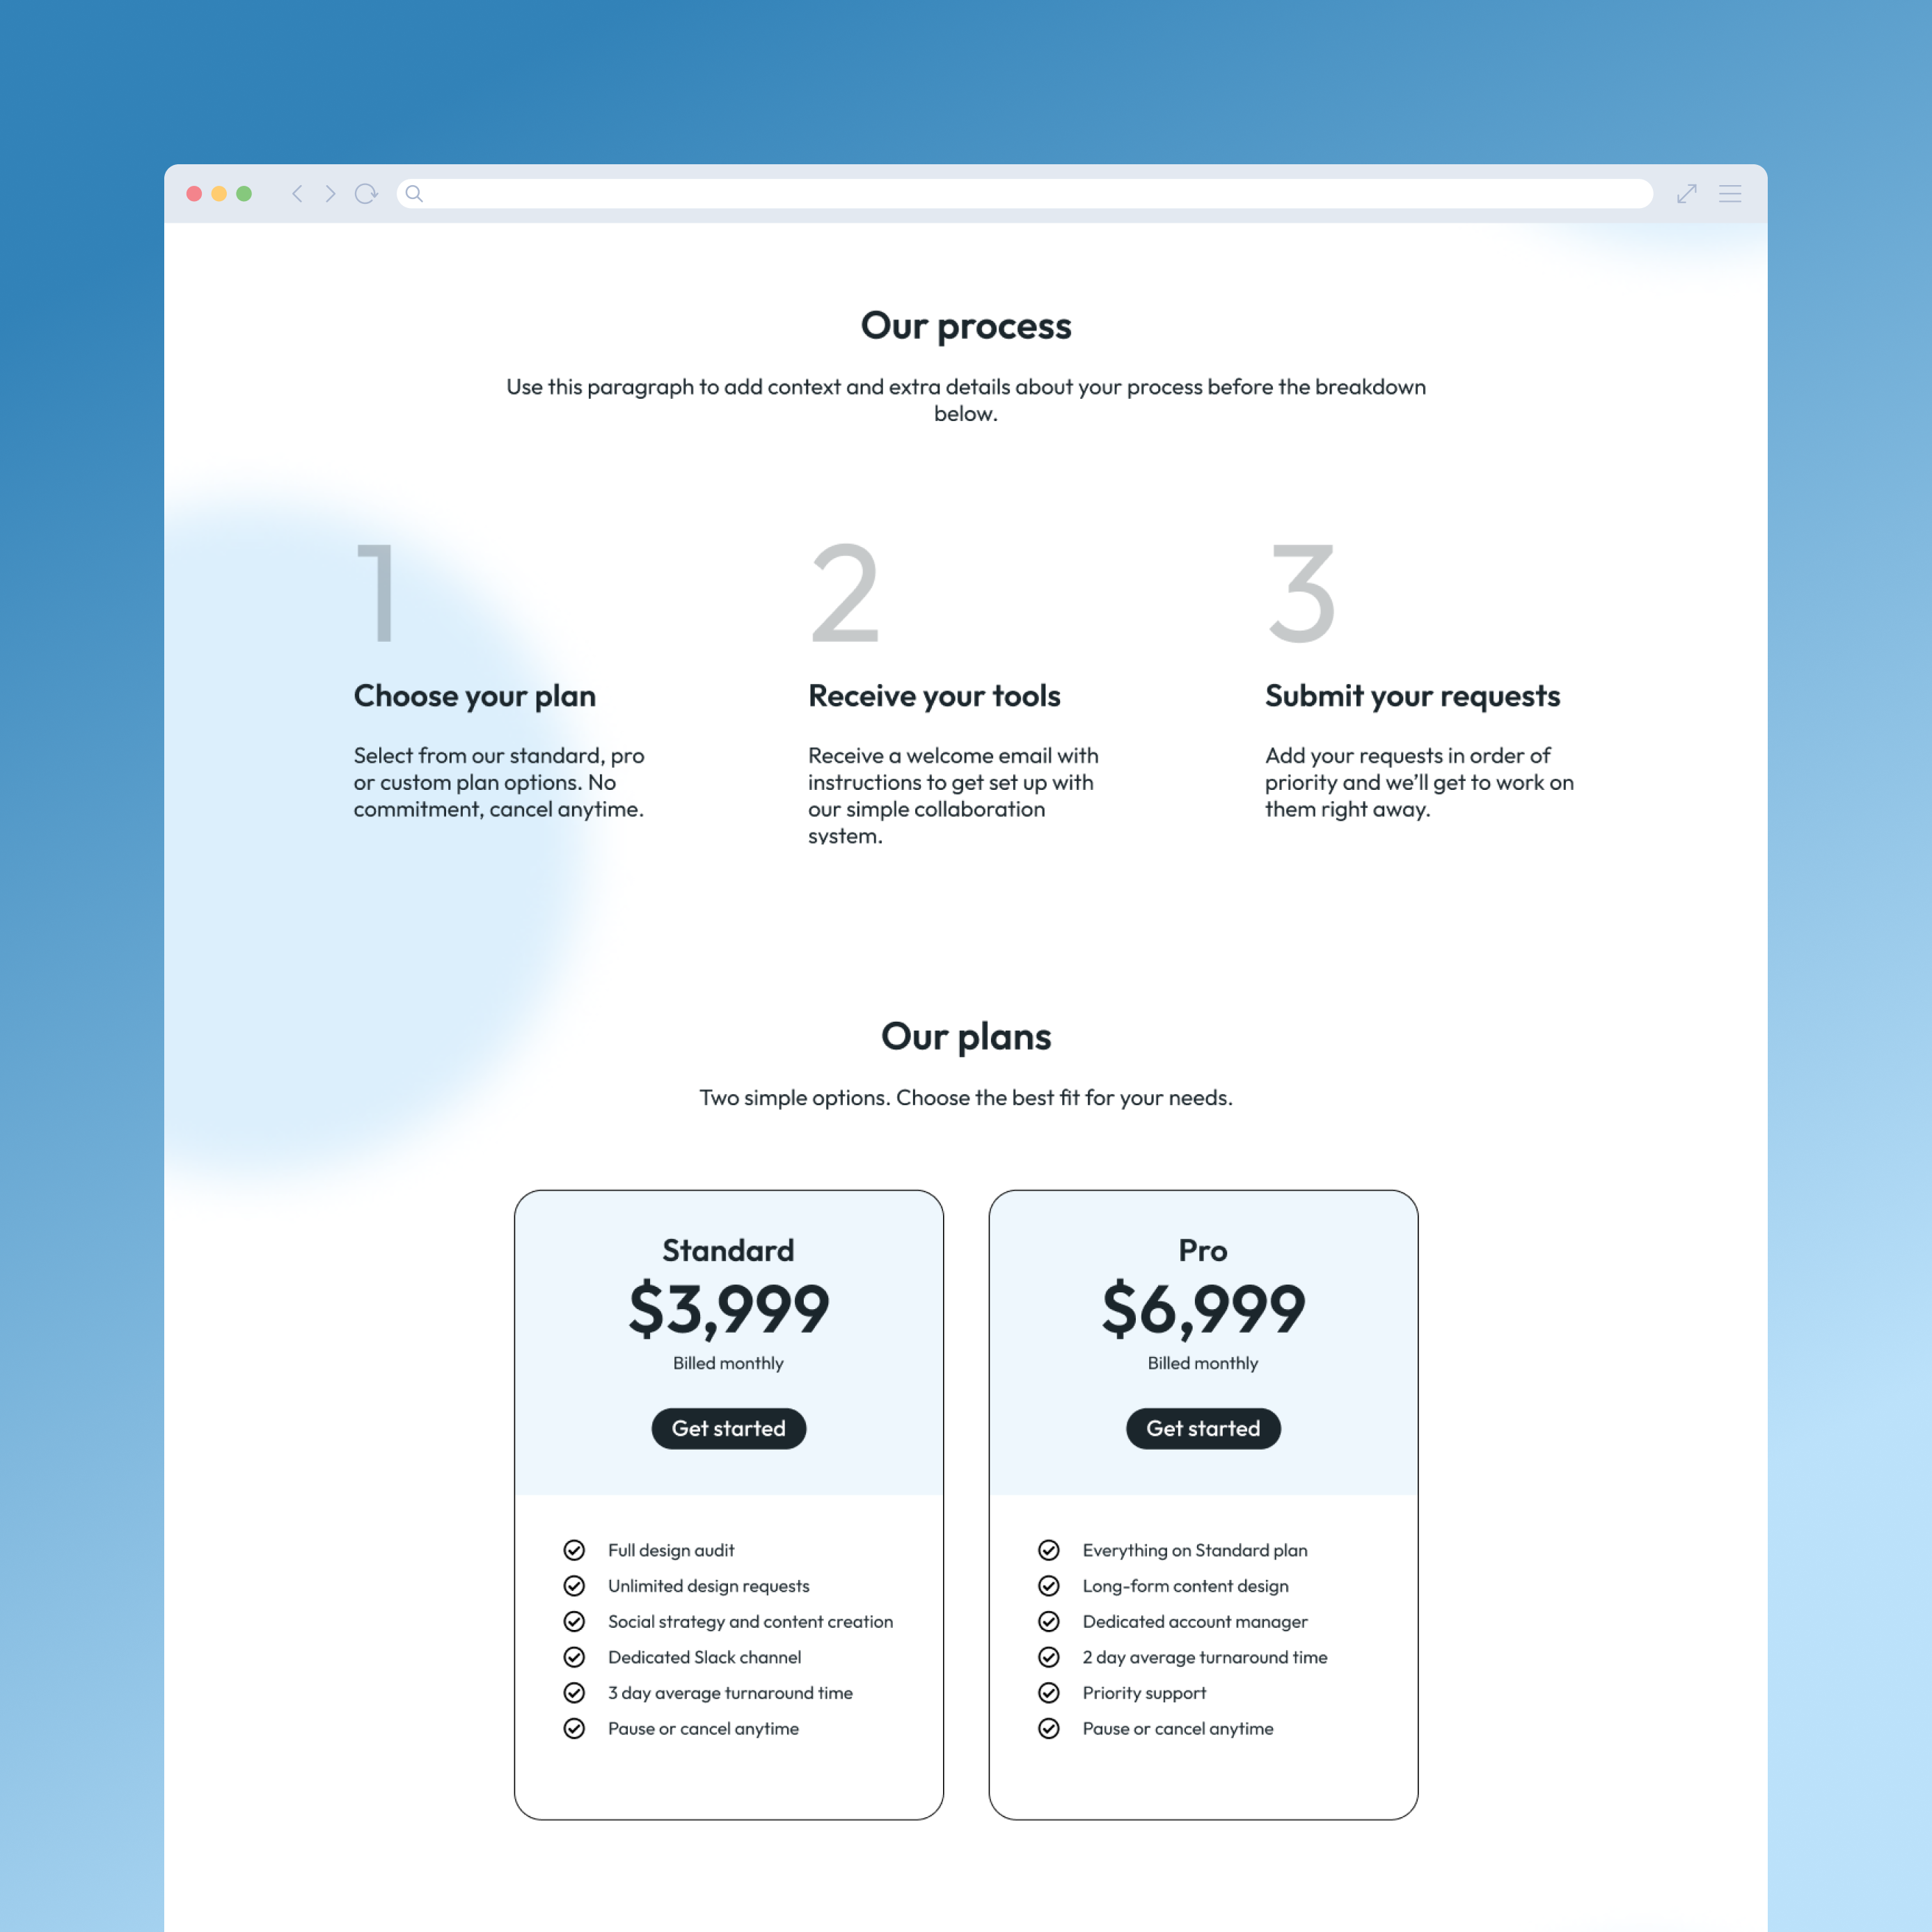 Our process
Use this paragraph to add context and extra details about your process before the breakdown
below.
1
Choose your plan
Select from our standard, pro
or custom plan options. No
commitment, cancel anytime.
2
Receive your tools
Receive a welcome email with
instructions to get set up with
our simple collaboration
system.
3
Submit your requests
Add your requests in order of
priority and we’ll get to work on
them right away.
Our plans
Two simple options. Choose the best fit for your needs.
Standard
$3,999
Billed monthly
Get started
Full design audit
Unlimited design requests
Social strategy and content creation
Dedicated Slack channel
3 day average turnaround time
Pause or cancel anytime
Pro
$6,999
Billed monthly
Get started
Everything on Standard plan
Long-form content design
Dedicated account manager
2 day average turnaround time
Priority support
Pause or cancel anytime